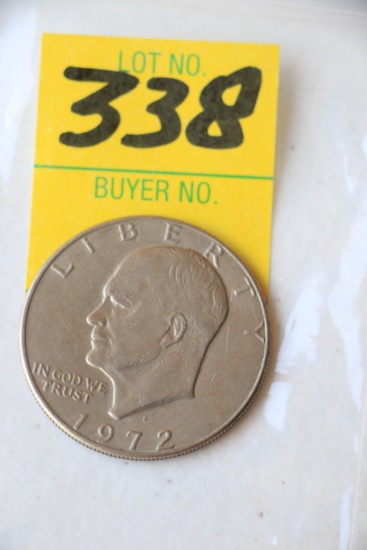 LOT NO.
338
BUYER NO.
LIBERTY
IN GOD WE
TRUST
1972